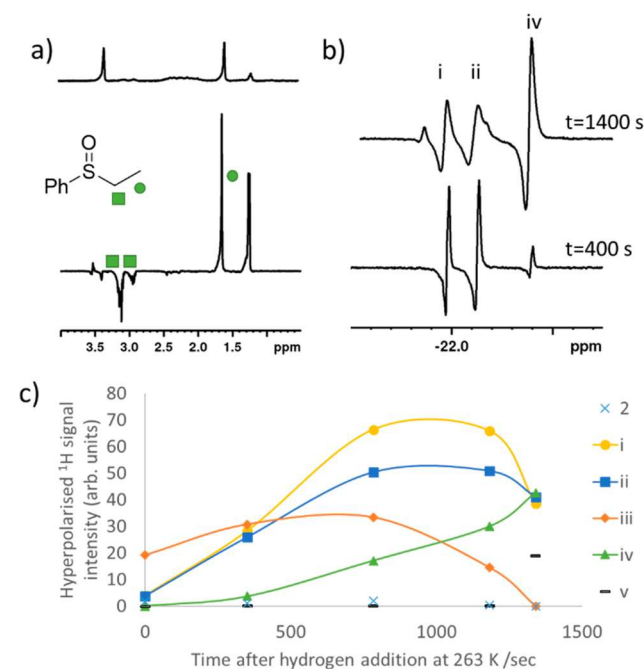 a)
O
S
Ph
3.5 3.0 2.5 2.0 1.5 ppm
b)
i ii iv
t=1400 s
t=400 s
-22.0 ppm
c)
Hyperpolarised ¹H signal
intensity (arb. units)
80
70
60
50
40
30
20
10
0
0 500 1000 1500
Time after hydrogen addition at 263 K /sec
2
i
ii
iii
iv
v